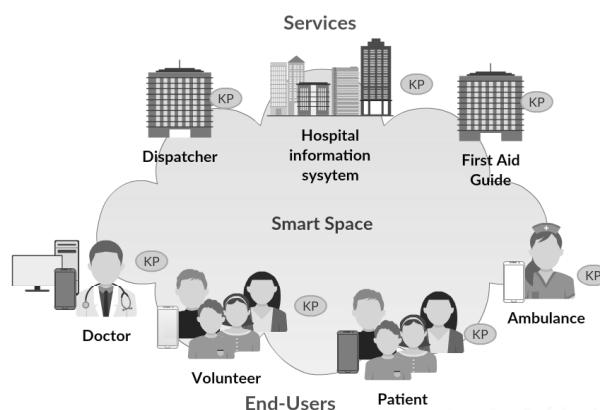 Services
KP
KP
KP
Dispatcher
Hospital
information
sysytem
First Aid
Guide
Smart Space
KP
KP
KP
KP
Doctor
Volunteer
Patient
Ambulance
End-Users